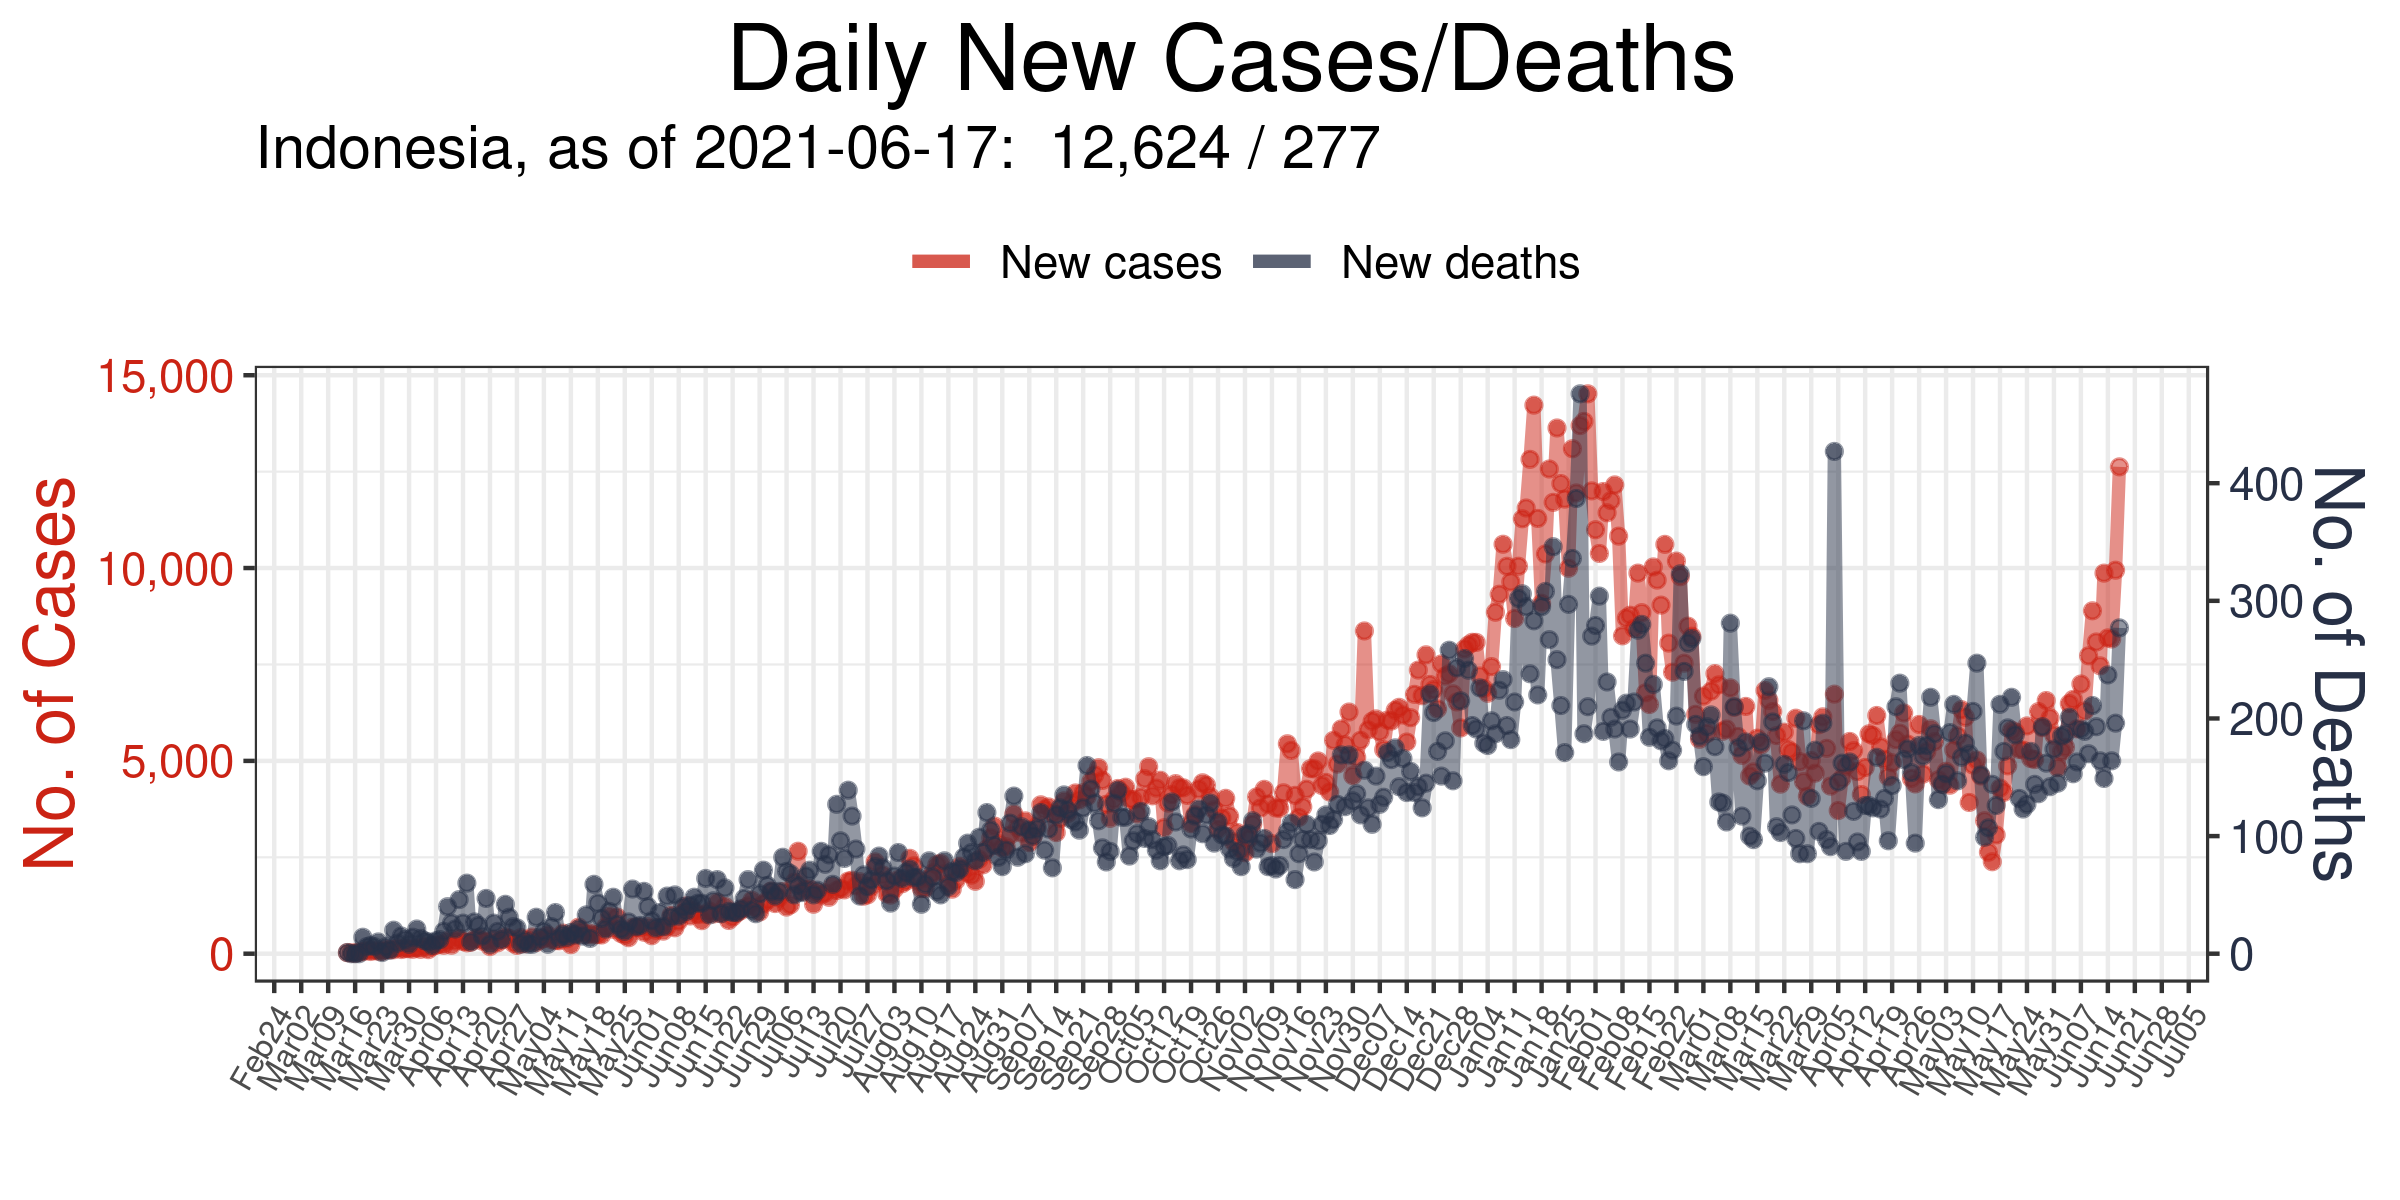 Daily New Cases/Deaths
Indonesia, as of 2021-06-17:  12,624 / 277
New cases
New deaths
No. of Cases
15,000
10,000
5,000
0
400
300
200
100
0
No. of Deaths
Feb24
Mar02
Mar09
Mar16
Mar23
Mar30
Apr06
Apr13
Apr20
Apr27
May04
May11
May18
May25
Jun01
Jun08
Jun15
Jun22
Jun29
Jul06
Jul13
Jul20
Jul27
Aug03
Aug10
Aug17
Aug24
Aug31
Sep07
Sep14
Sep21
Sep28
Oct05
Oct12
Oct19
Oct26
Nov02
Nov09
Nov16
Nov23
Nov30
Dec07
Dec14
Dec21
Dec28
Jan04
Jan11
Jan18
Jan25
Feb01
Feb08
Feb15
Feb22
Mar01
Mar08
Mar15
Mar22
Mar29
Apr05
Apr12
Apr19
Apr26
May03
May10
May17
May24
May31
Jun07
Jun14
Jun21
Jun28
Jul05